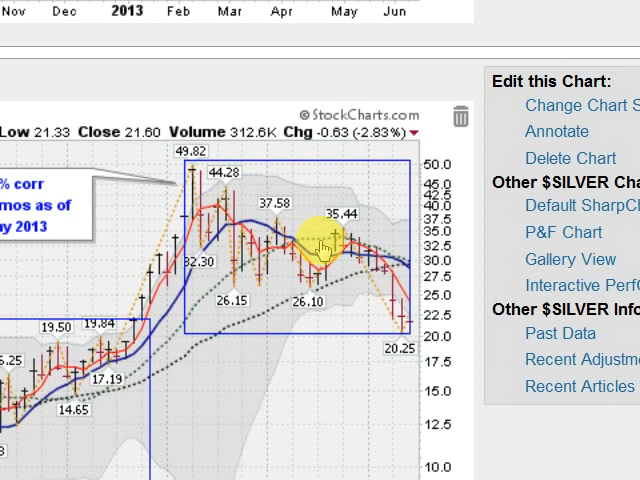 Nov Dec 2013 Feb Mar Apr May Jun
© StockCharts.com
Low 21.33 Close 21.60 Volume 312.6K Chg -0.63 (-2.83%)
49.82
50.0
44.28
45.0
42.5
40.0
37.5
37.58
35.44
35.0
32.5
32.30
30.0
27.5
26.15
26.10
25.0
22.5
20.25
20.0
19.50
19.84
17.5
17.19
15.0
14.65
12.5
10.0
% corr
mos as of
2013
Edit this Chart:
Change Chart S
Annotate
Delete Chart
Other $SILVER Cha
Default SharpCh
P&F Chart
Gallery View
Interactive PerfC
Other $SILVER Info
Past Data
Recent Adjustme
Recent Articles